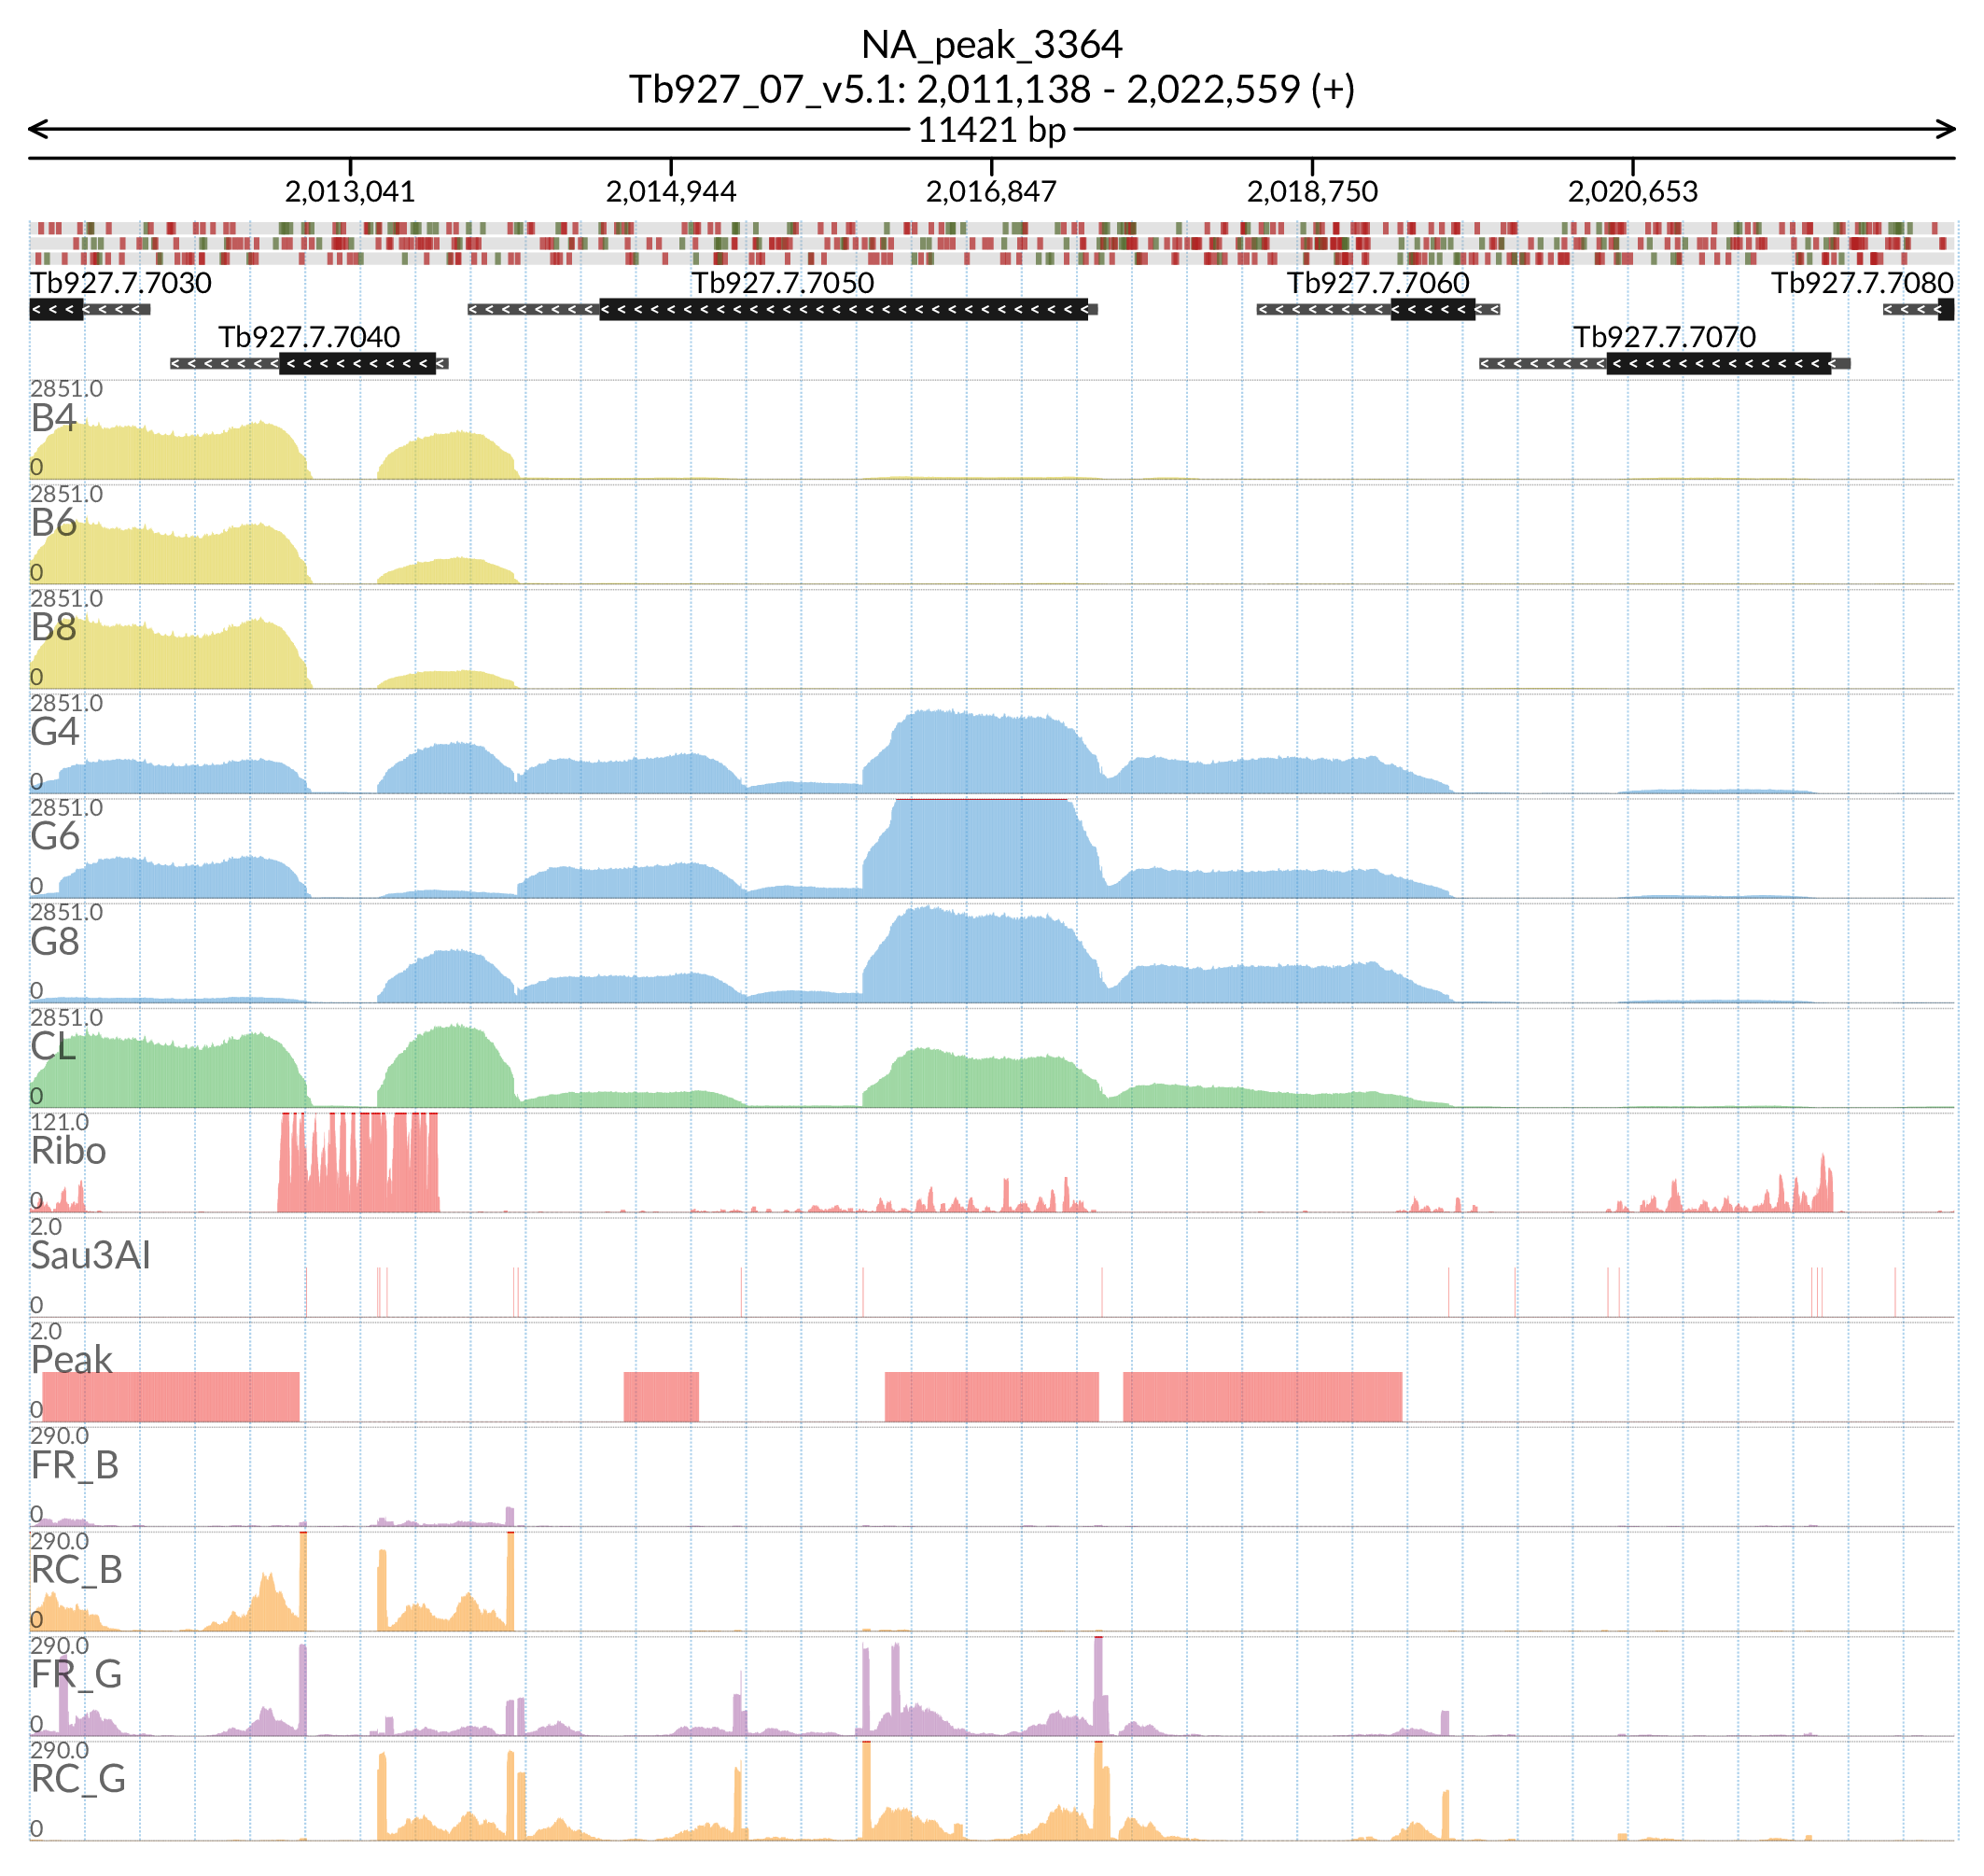 NA_peak_3364
Tb927_07_v5.1: 2,011,138 - 2,022,559 (+)
11421 bp
2,013,041 2,014,944 2,016,847 2,018,750 2,020,653
Tb927.7.7030 Tb927.7.7050 Tb927.7.7060 Tb927.7.7080
Tb927.7.7040 Tb927.7.7070
2851.0
B4
0
2851.0
B6
0
2851.0
B8
0
2851.0
G4
0
2851.0
G6
0
2851.0
G8
0
2851.0
CL
0
121.0
Ribo
0
2.0
Sau3AI
0
2.0
Peak
0
290.0
FR_B
0
290.0
RC_B
0
290.0
FR_G
0
290.0
RC_G
0